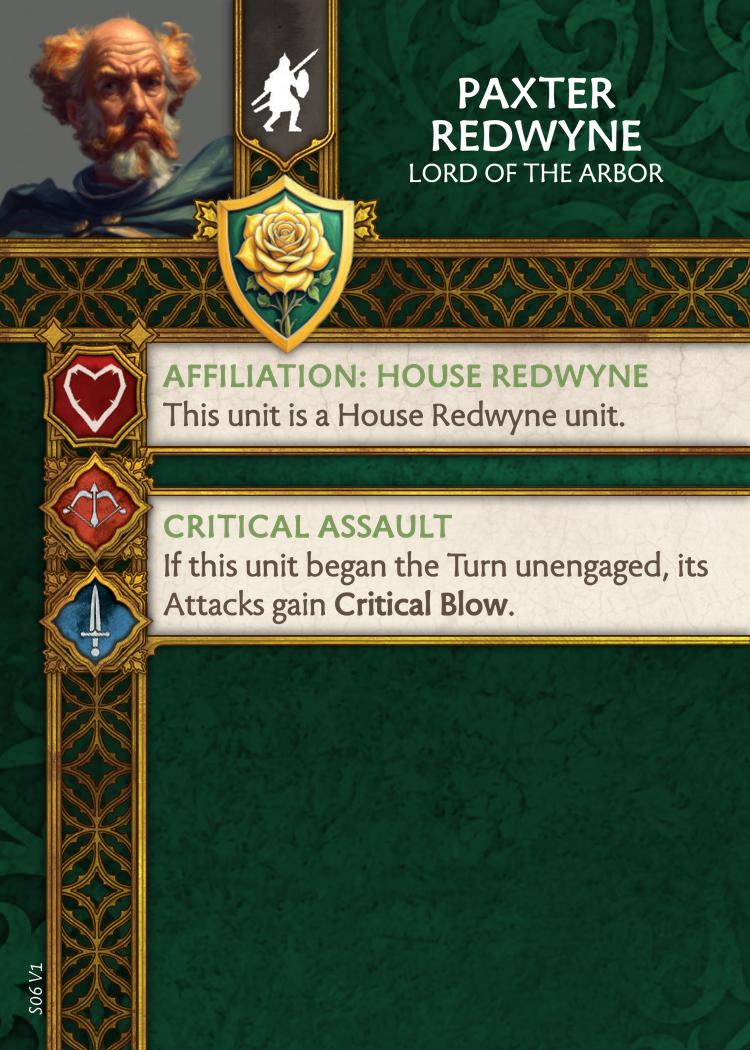 PAXTER
REDWYNE
LORD OF THE ARBOR
AFFILIATION: HOUSE REDWYNE
This unit is a House Redwyne unit.
CRITICAL ASSAULT
If this unit began the Turn unengaged, its
Attacks gain Critical Blow.
S06 V1